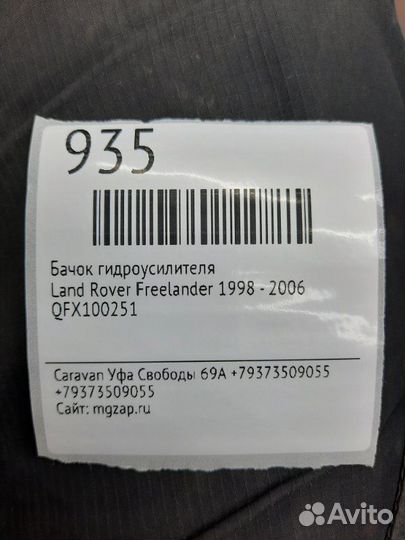 935
Бачок гидроусилителя
Land Rover Freelander 1998 - 2006
QFX100251
Caravan Уфа Свободы 69А +79373509055
+79373509055
Сайт: mgzap.ru
Avito